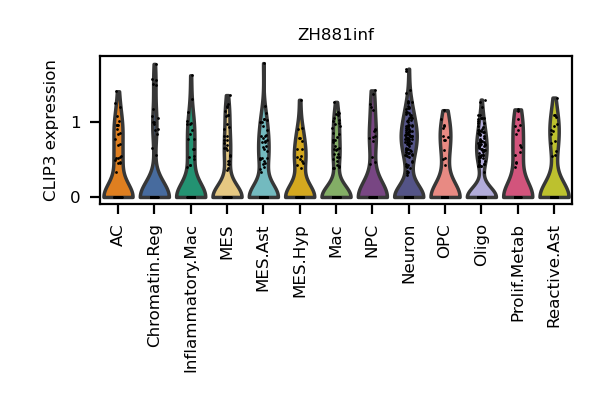 ZH881inf
CLIP3 expression
1
0
AC
Chromatin.Reg
Inflammatory.Mac
MES
MES.Ast
MES.Hyp
Mac
NPC
Neuron
OPC
Oligo
Prolif.Metab
Reactive.Ast